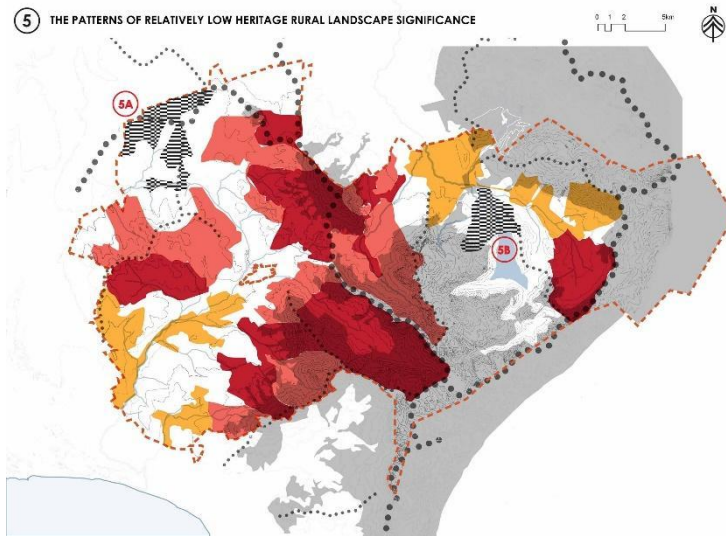 5 THE PATTERNS OF RELATIVELY LOW HERITAGE RURAL LANDSCAPE SIGNIFICANCE
0 1 2 5km
N
5A
5B